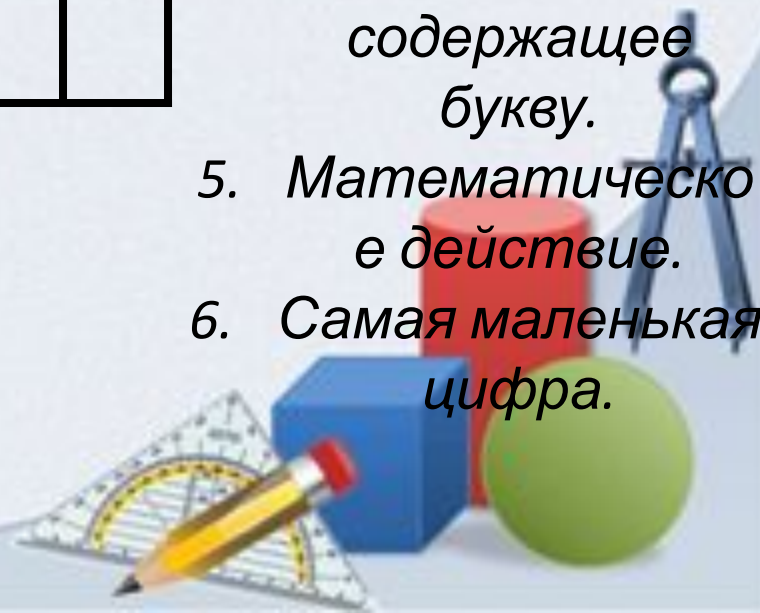 содержащее
букву.
5. Математическо
е действие.
6. Самая маленькая
цифра.